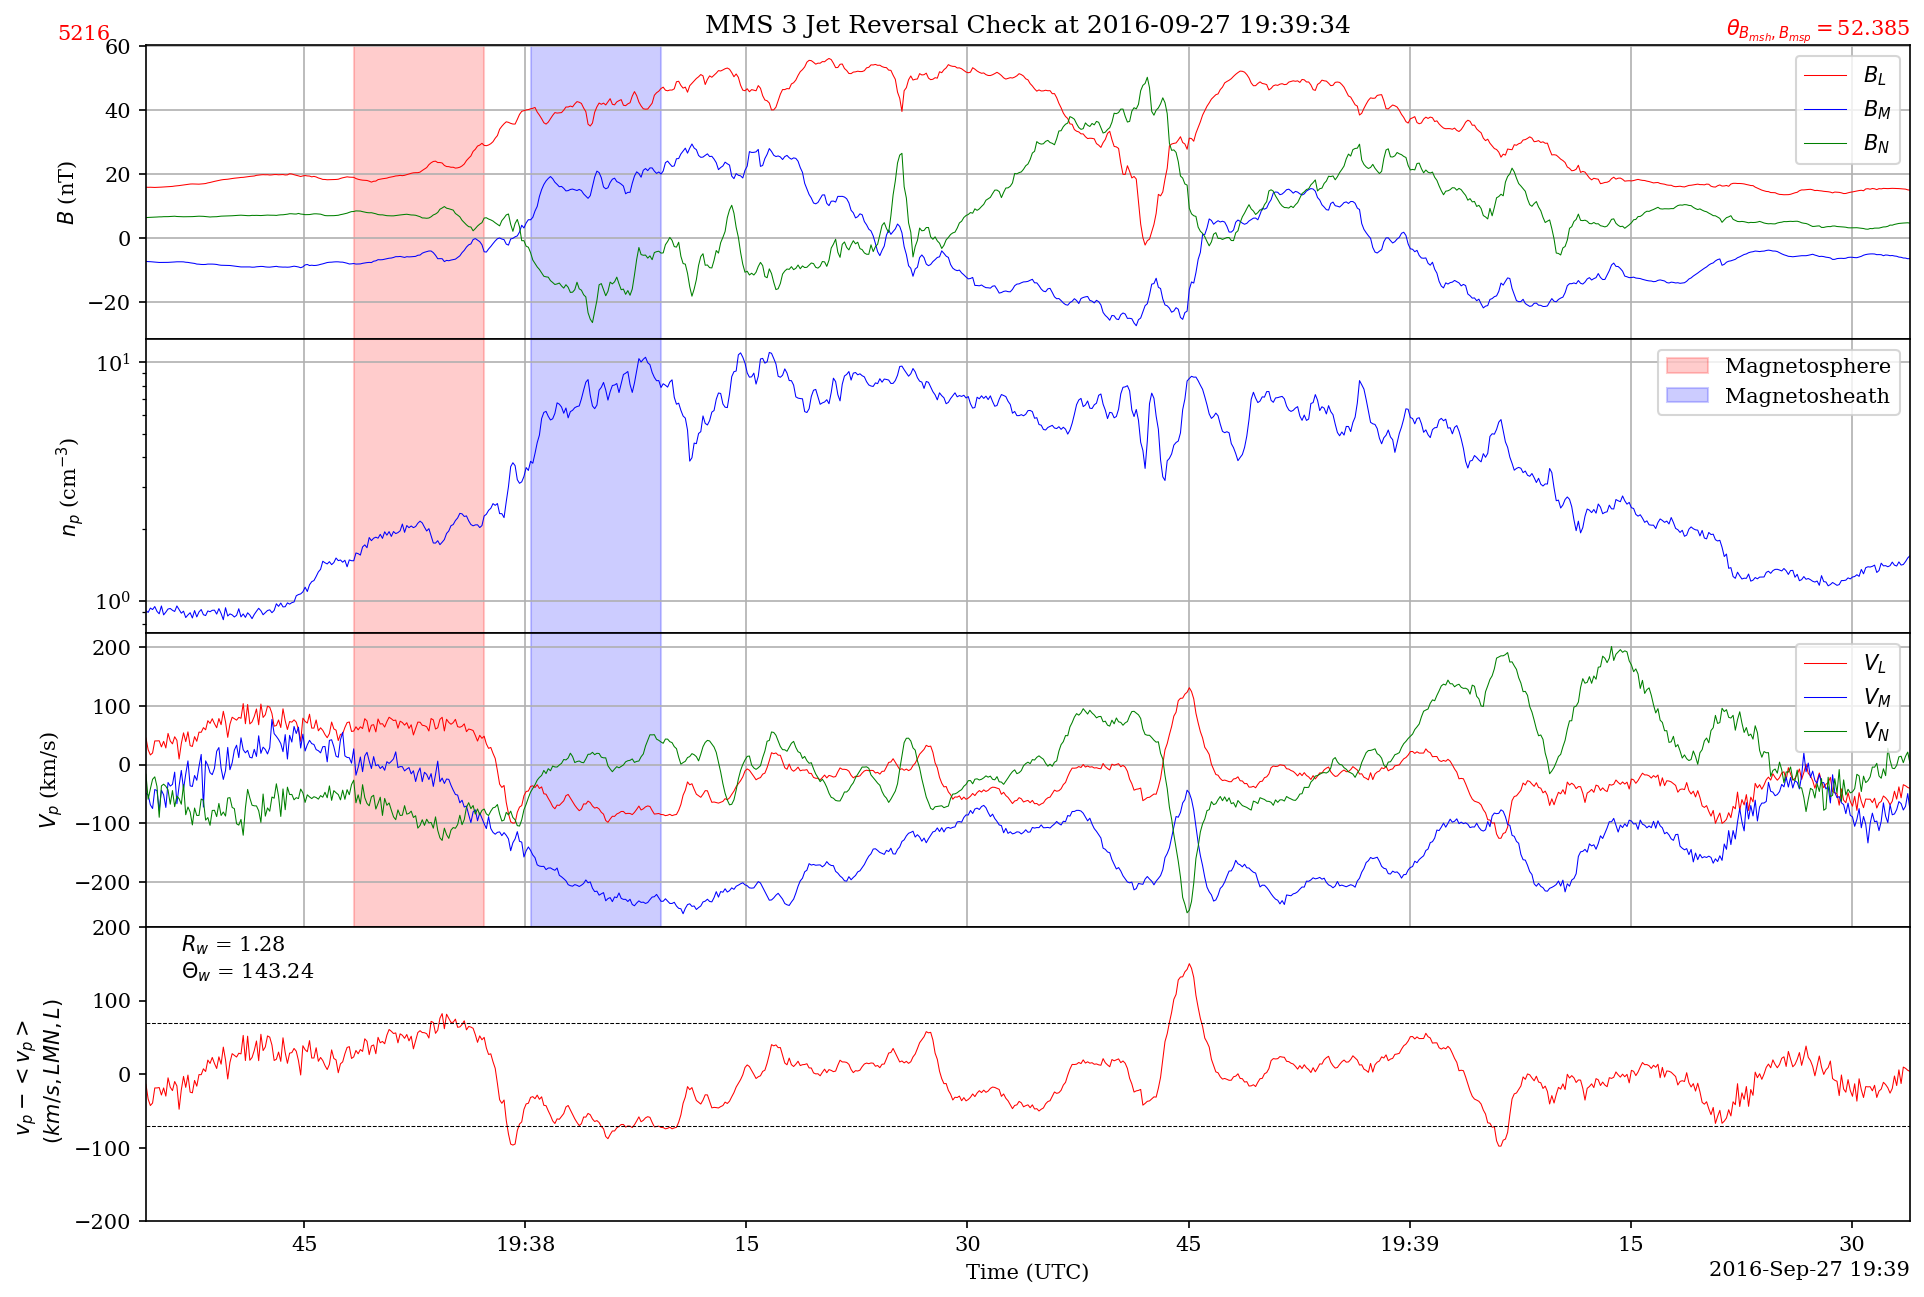 MMS 3 Jet Reversal Check at 2016-09-27 19:39:34
5216
θ_{B_{msh}, B_{msp}} = 52.385
60
40
20
0
−20
B (nT)
B_L
B_M
B_N
10^1
10^0
n_p (cm^{−3})
Magnetosphere
Magnetosheath
200
100
0
−100
−200
V_p (km/s)
V_L
V_M
V_N
200
100
0
−100
−200
v_p − < v_p >
(km/s, LMN, L)
R_w = 1.28
Θ_w = 143.24
45
19:38
15
30
45
19:39
15
30
Time (UTC)
2016-Sep-27 19:39